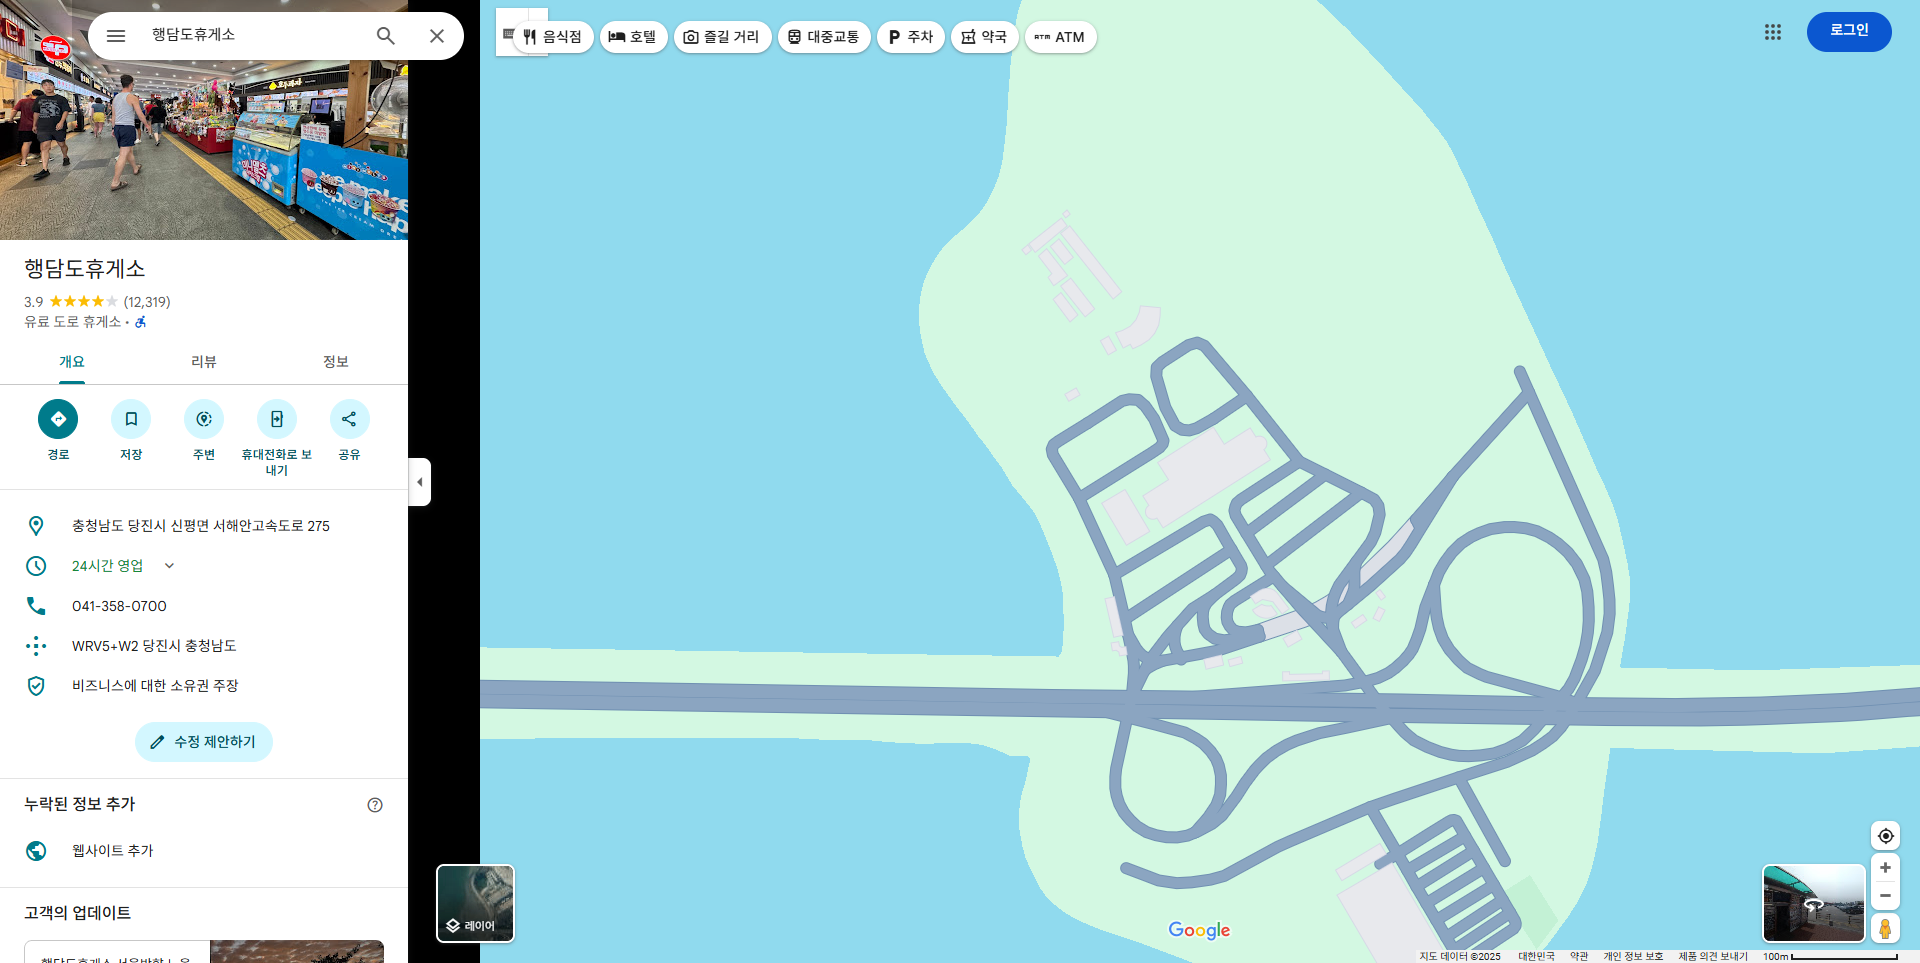 행담도휴게소
음식점
호텔
즐길 거리
대중교통
주차
약국
ATM
로그인
행담도휴게소
3.9 (12,319)
유료 도로 휴게소 ·
개요
리뷰
정보
경로
저장
주변
휴대전화로 보
내기
공유
충청남도 당진시 신평면 서해안고속도로 275
24시간 영업
041-358-0700
WRV5+W2 당진시 충청남도
비즈니스에 대한 소유권 주장
수정 제안하기
누락된 정보 추가
웹사이트 추가
고객의 업데이트
레이어
Google
지도 데이터 ©2025
대한민국
약관
개인 정보 보호
제품 의견 보내기
100m